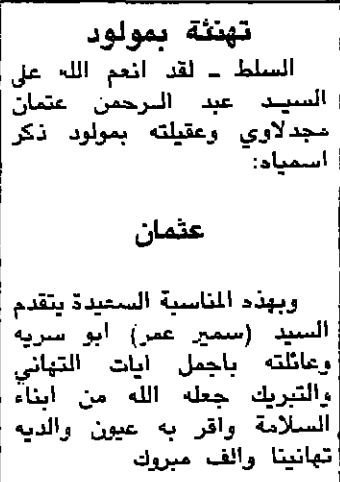 تهنئة بمولود
السلط ـ لقد انعم الله على
السيد عبد الرحمن عثمان
مجدلاوي وعقيلته بمولود ذكر
اسمياه:
عثمان
وبهذه المناسبة السعيدة يتقدم
السيد (سمير عمر) ابو سريه
وعائلته باجمل ايات التهاني
والتبريك جعله الله من ابناء
السلامة واقر به عيون والديه
تهانينا والف مبروك